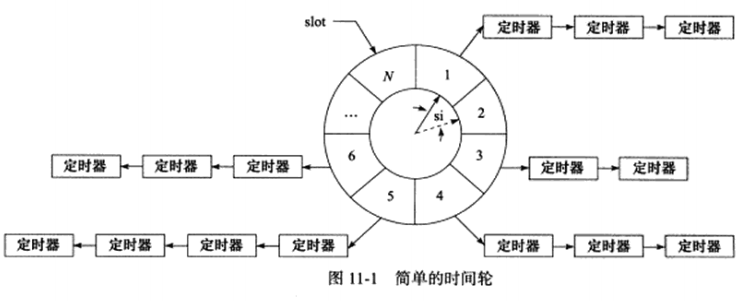 slot
定时器 定时器 定时器
N 1
... si 2
定时器 定时器 定时器 6 3 定时器 定时器
5 4
定时器 定时器 定时器 定时器 定时器 定时器 定时器
图 11-1 简单的时间轮